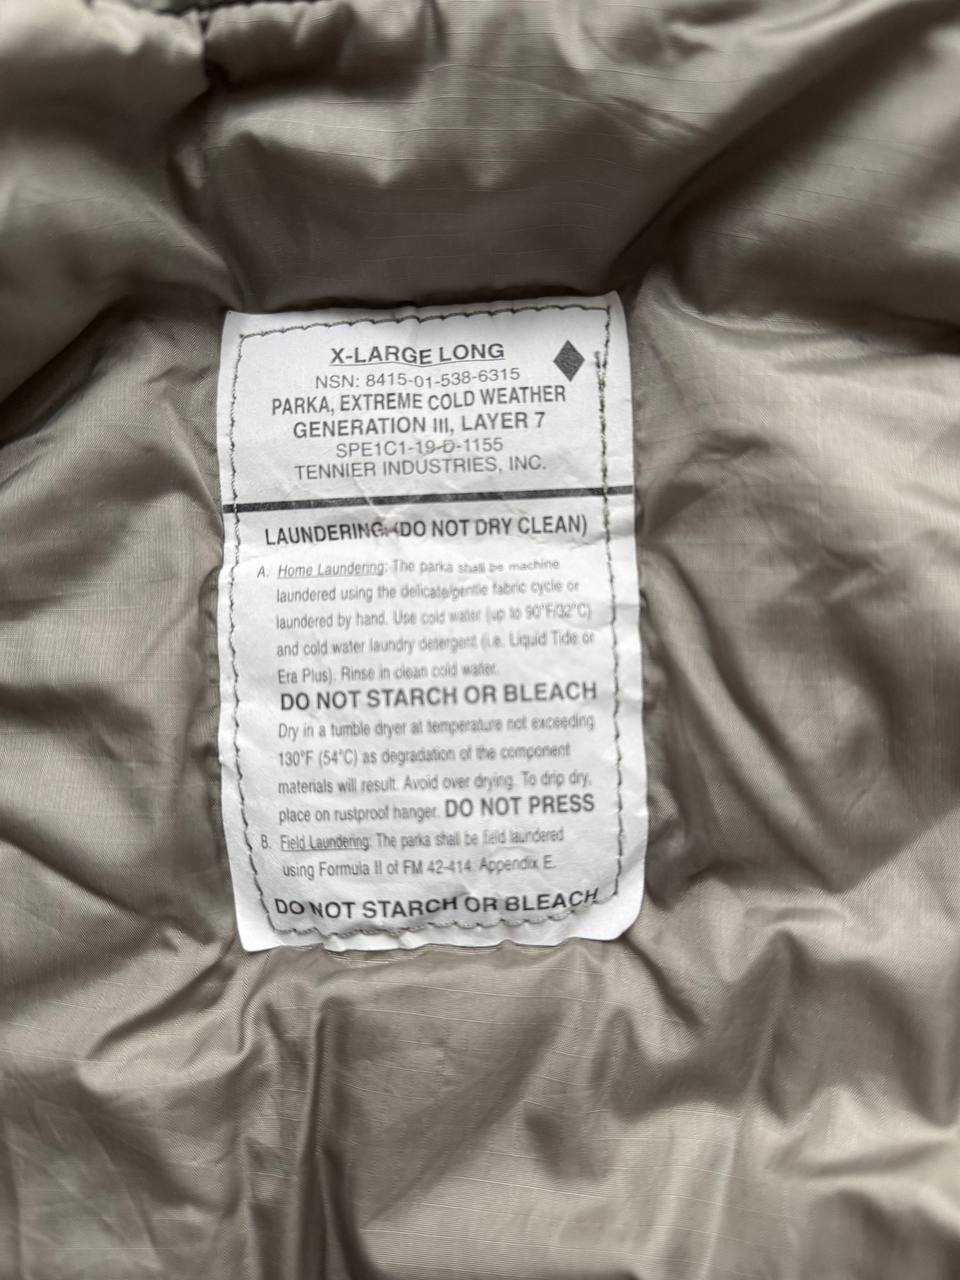 X-LARGE LONG
NSN: 8415-01-538-6315
PARKA, EXTREME COLD WEATHER
GENERATION III, LAYER 7
SPE1C1-19-D-1155
TENNIER INDUSTRIES, INC.
LAUNDERING: (DO NOT DRY CLEAN)
A. Home Laundering: The parka shall be machine
laundered using the delicate/gentle fabric cycle or
laundered by hand. Use cold water (up to 90°F/32°C)
and cold water laundry detergent (i.e. Liquid Tide or
Era Plus). Rinse in clean cold water.
DO NOT STARCH OR BLEACH
Dry in a tumble dryer at temperature not exceeding
130°F (54°C) as degradation of the component
materials will result. Avoid over drying. To drip dry,
place on rustproof hanger. DO NOT PRESS
B. Field Laundering: The parka shall be field laundered
using Formula II of FM 42-414 Appendix E.
DO NOT STARCH OR BLEACH